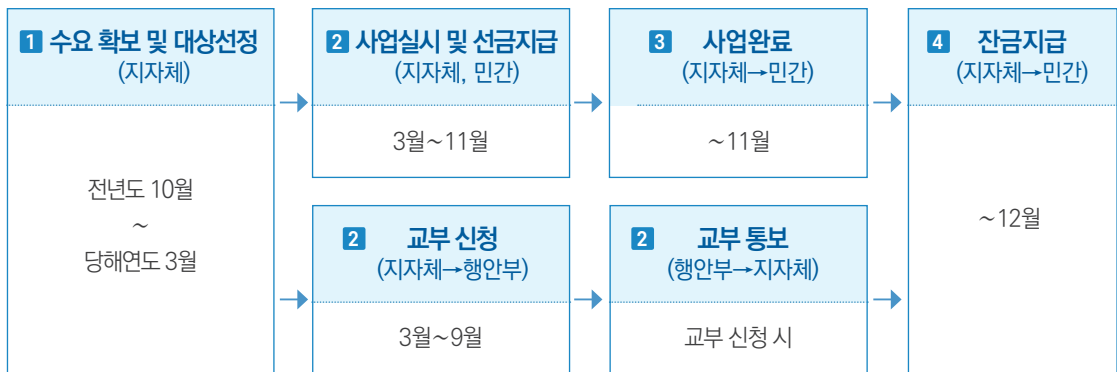 1 수요 확보 및 대상선정
(지자체)
전년도 10월
~
당해연도 3월
2 사업실시 및 선금지급
(지자체, 민간)
3월~11월
3 사업완료
(지자체→민간)
~11월
2 교부 신청
(지자체→행안부)
3월~9월
2 교부 통보
(행안부→지자체)
교부 신청 시
4 잔금지급
(지자체→민간)
~12월